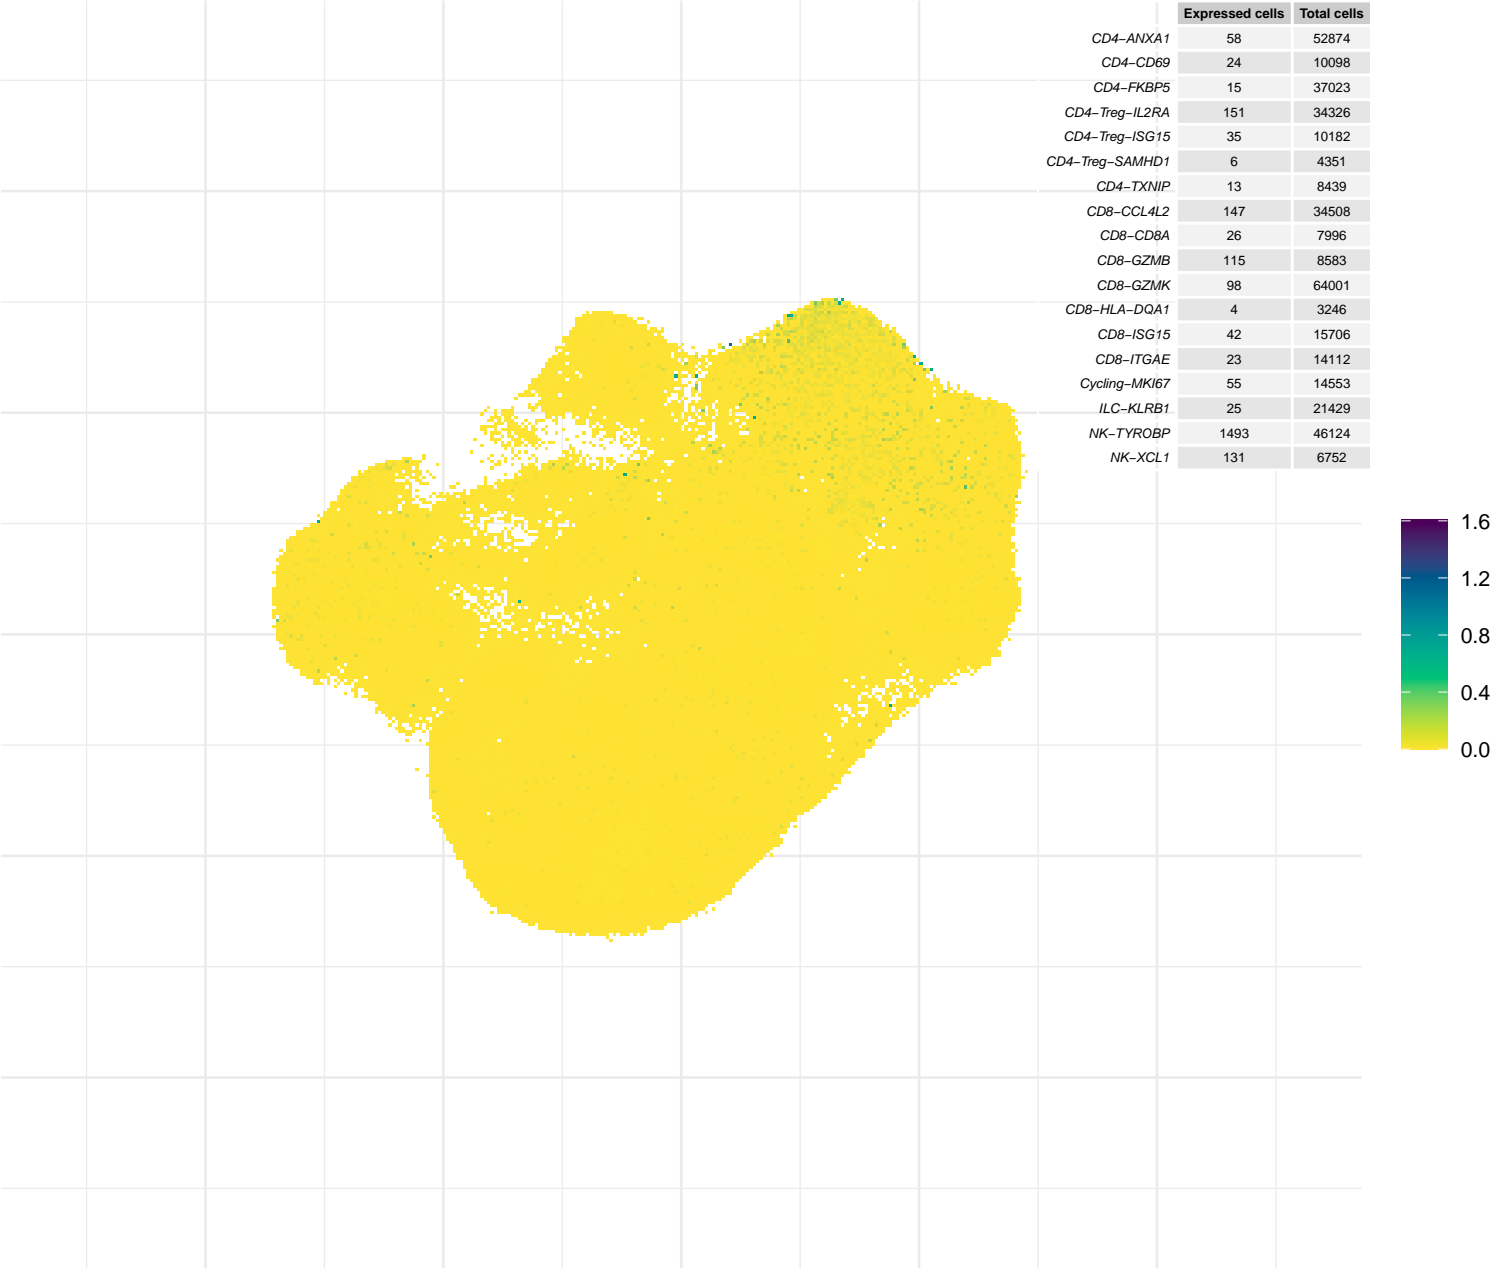 Expressed cells Total cells
CD4−ANXA1 58 52874
CD4−CD69 24 10098
CD4−FKBP5 15 37023
CD4−Treg−IL2RA 151 34326
CD4−Treg−ISG15 35 10182
CD4−Treg−SAMHD1 6 4351
CD4−TXNIP 13 8439
CD8−CCL4L2 147 34508
CD8−CD8A 26 7996
CD8−GZMB 115 8583
CD8−GZMK 98 64001
CD8−HLA−DQA1 4 3246
CD8−ISG15 42 15706
CD8−ITGAE 23 14112
Cycling−MKI67 55 14553
ILC−KLRB1 25 21429
NK−TYROBP 1493 46124
NK−XCL1 131 6752
1.6
1.2
0.8
0.4
0.0